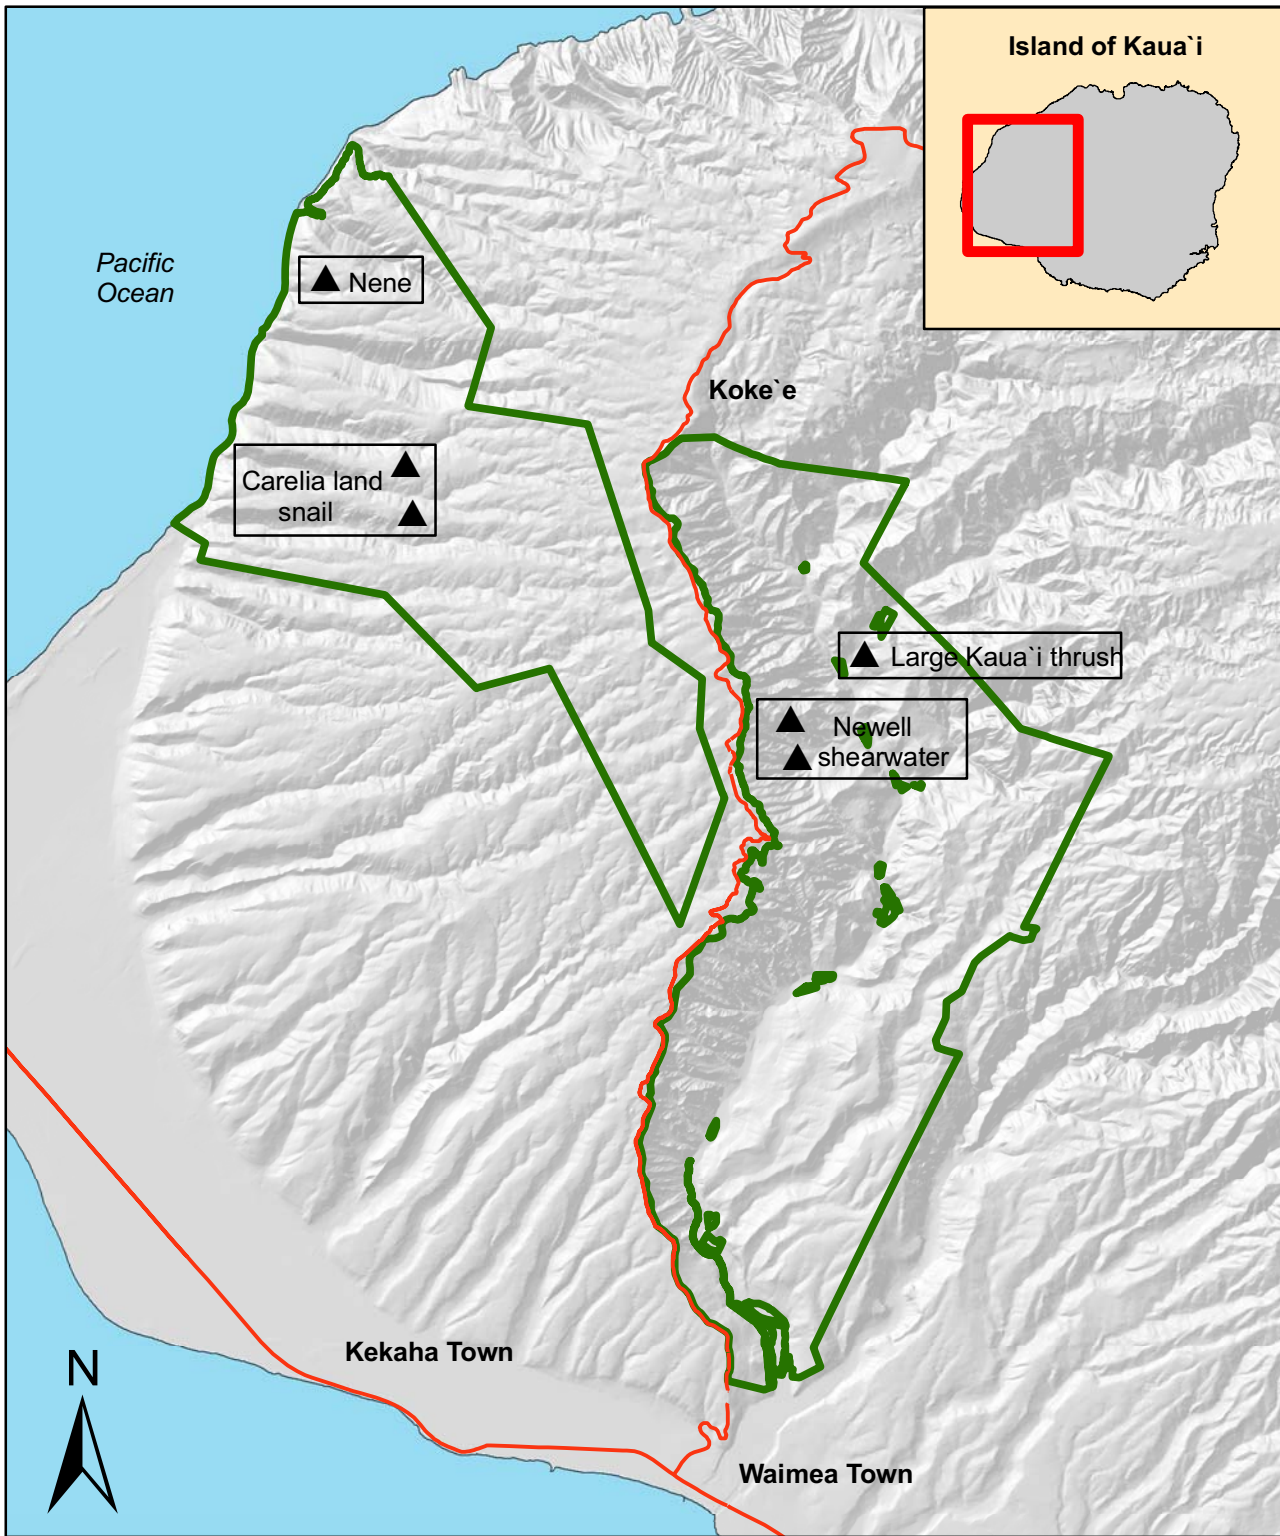 Island of Kaua`i
Pacific
Ocean
Nene
Koke`e
Carelia land
snail
Large Kaua`i thrush
Newell
shearwater
Kekaha Town
N
Waimea Town